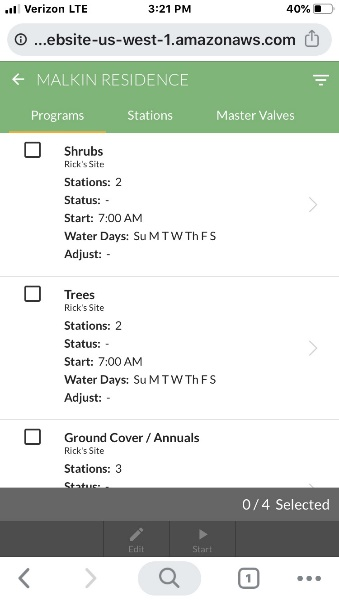 Verizon LTE 3:21 PM 40%
...ebsite-us-west-1.amazonaws.com
MALKIN RESIDENCE
Programs Stations Master Valves
Shrubs
Rick's Site
Stations: 2
Status: -
Start: 7:00 AM
Water Days: Su M T W Th F S
Adjust: -
Trees
Rick's Site
Stations: 2
Status: -
Start: 7:00 AM
Water Days: Su M T W Th F S
Adjust: -
Ground Cover / Annuals
Rick's Site
Stations: 3
Status: -
0 / 4 Selected
Edit Start
1